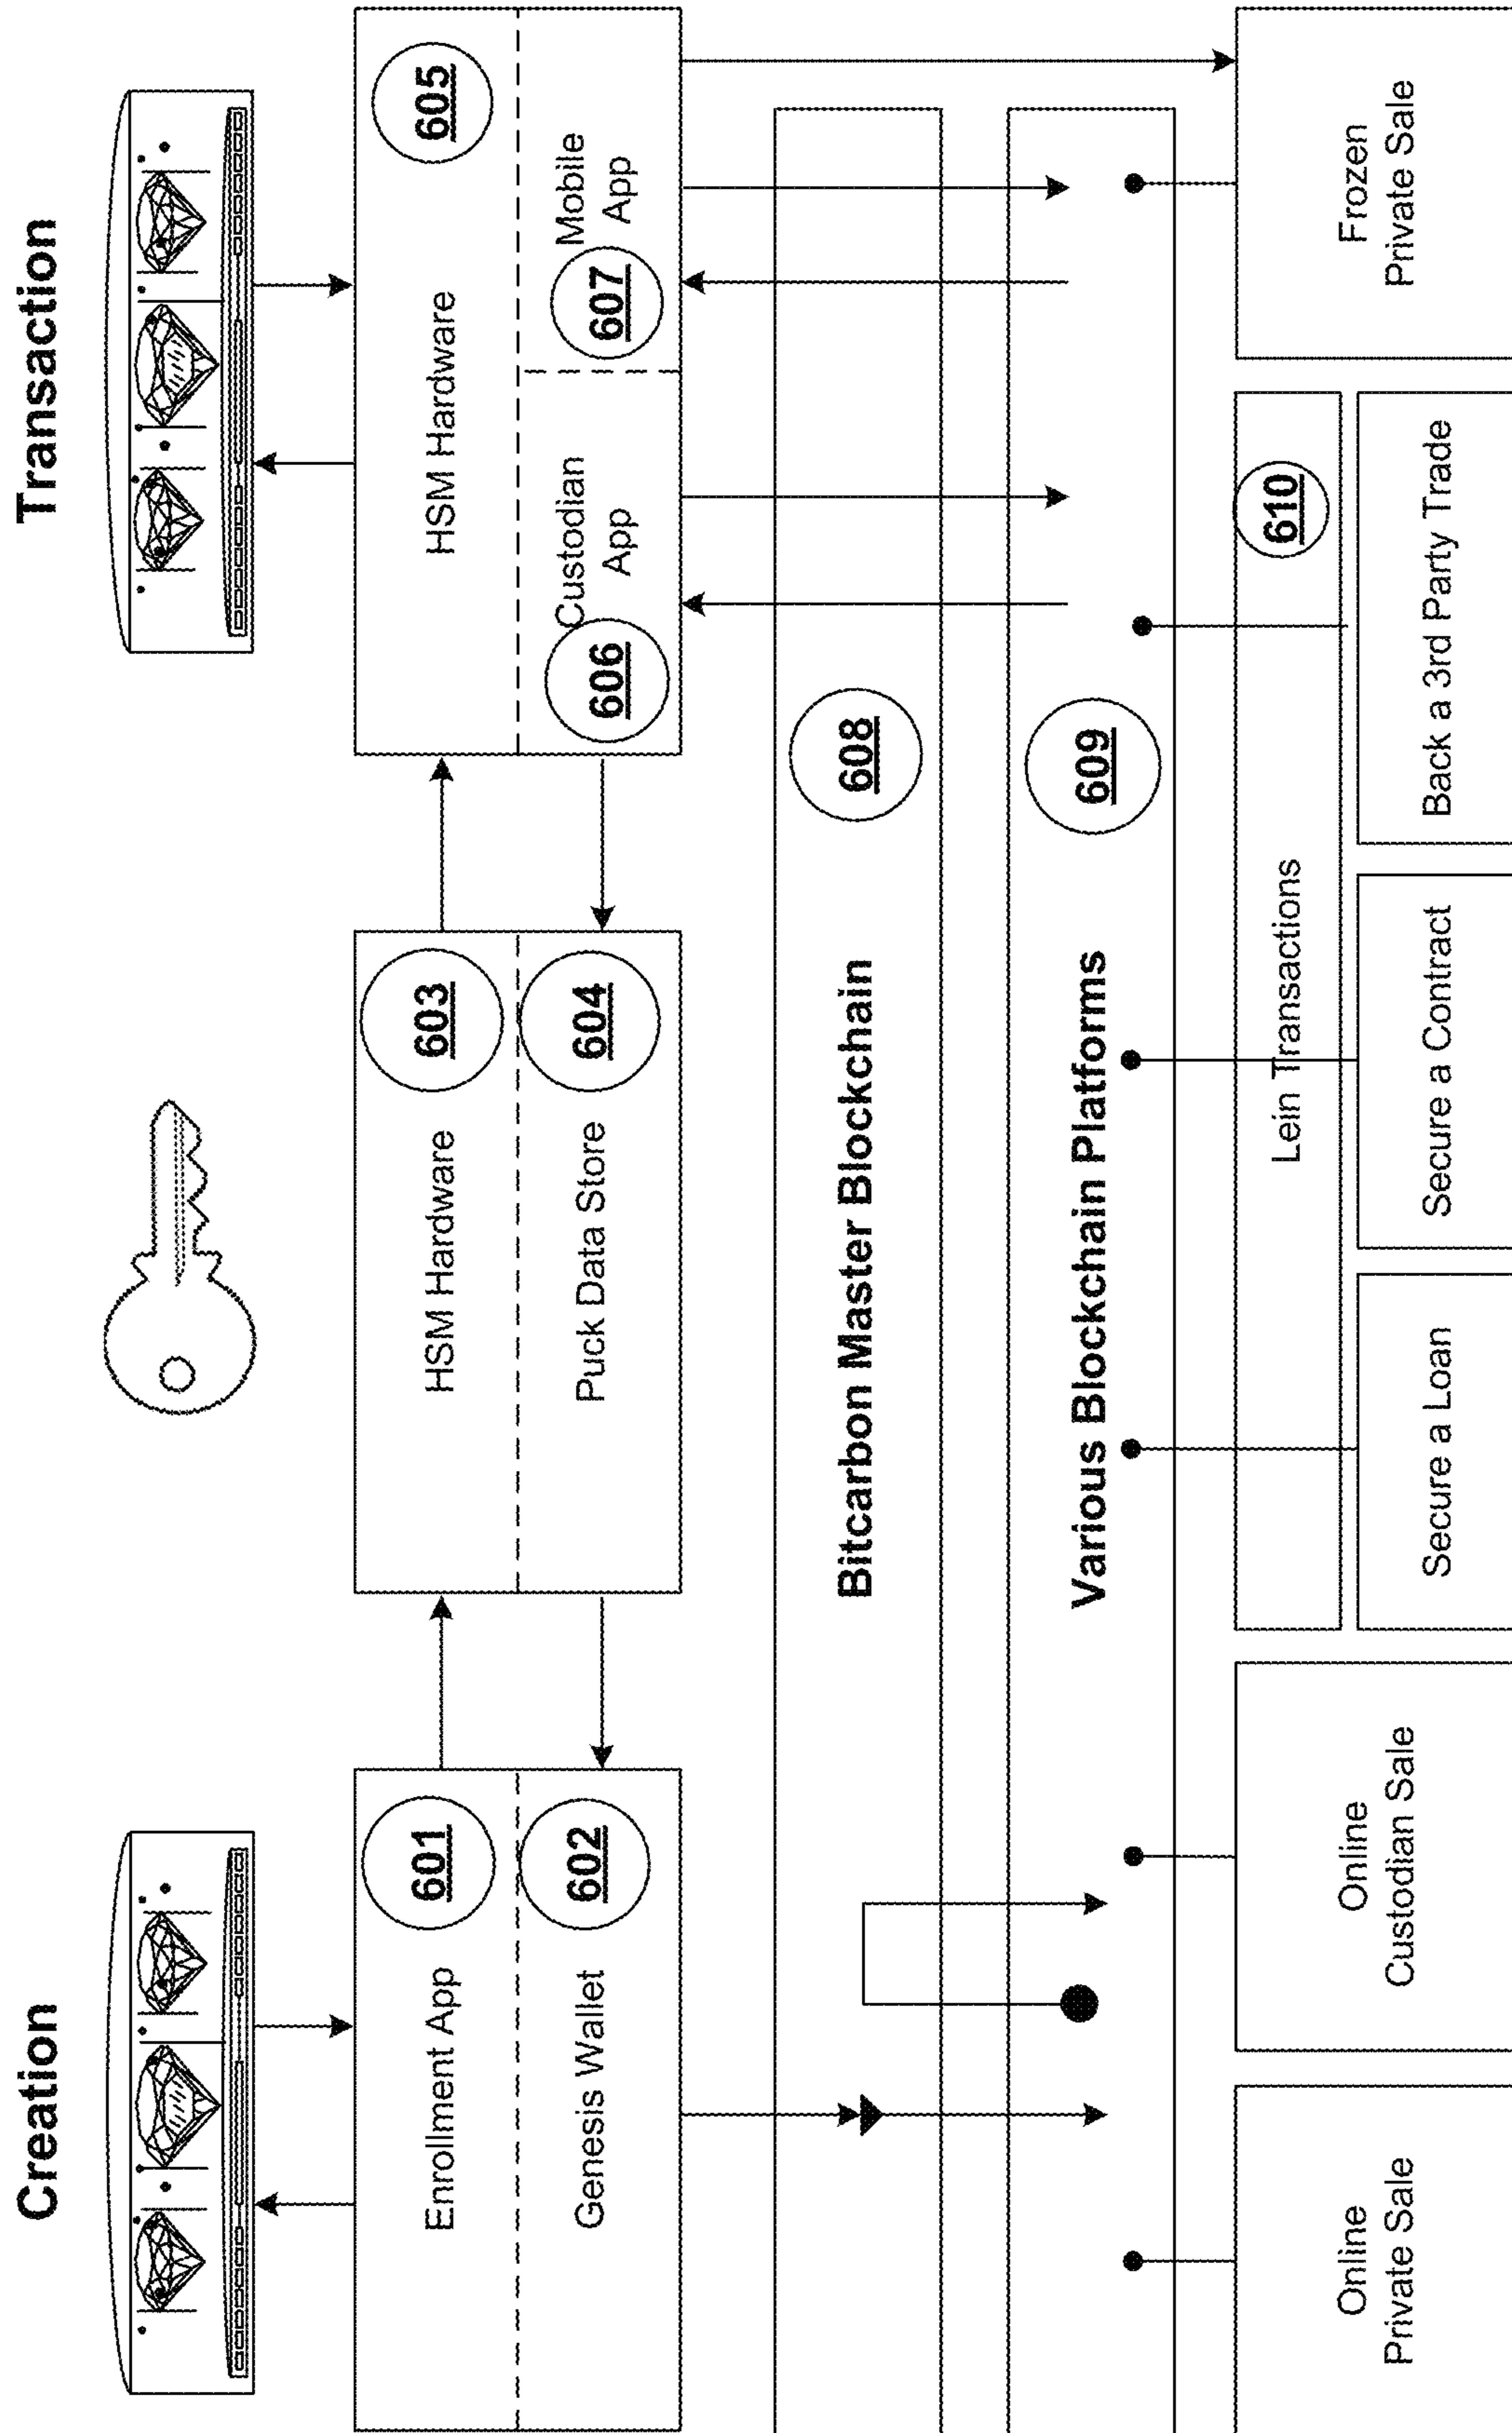 Creation
Transaction
Enrollment App
601
Genesis Wallet
602
HSM Hardware
603
Puck Data Store
604
HSM Hardware
605
606
Custodian
App
607
Mobile
App
Bitcarbon Master Blockchain
608
Various Blockchain Platforms
609
Online
Private Sale
Online
Custodian Sale
Lein Transactions
610
Secure a Loan
Secure a Contract
Back a 3rd Party Trade
Frozen
Private Sale